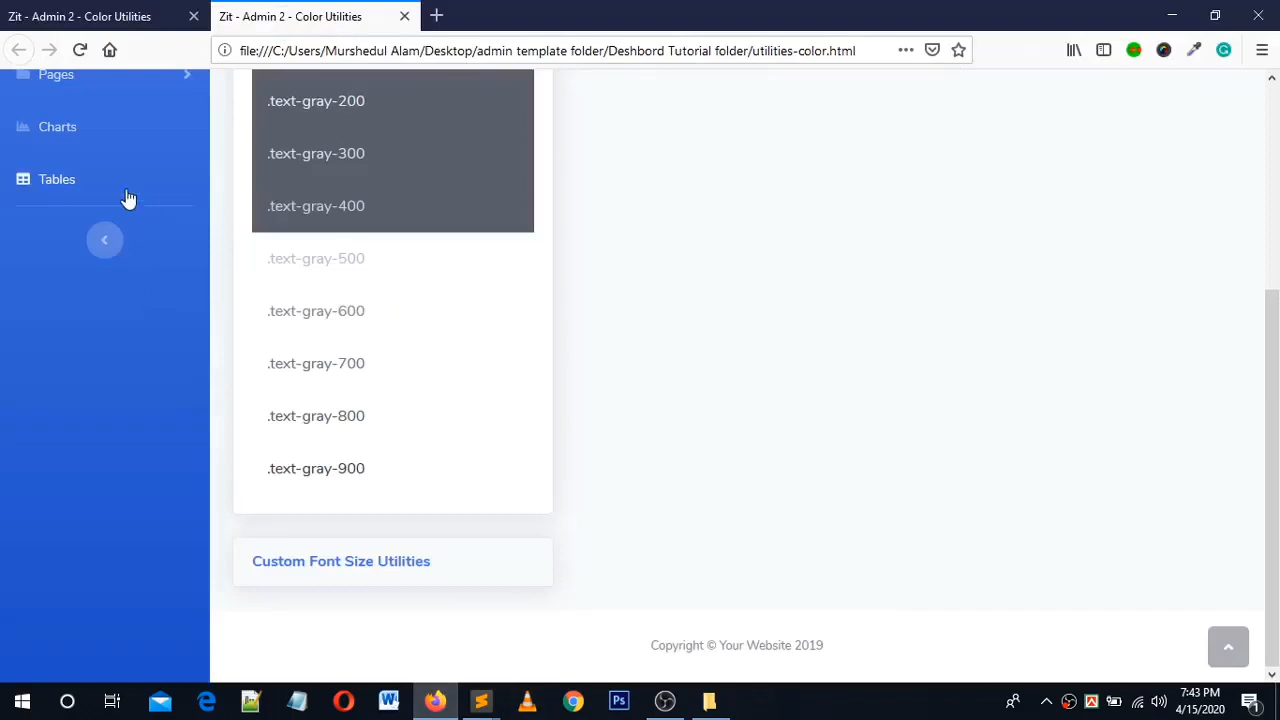 Zit - Admin 2 - Color Utilities
Zit - Admin 2 - Color Utilities
file:///C:/Users/Murshedul Alam/Desktop/admin template folder/Deshbord Tutorial folder/utilities-color.html
Pages
Charts
Tables
.text-gray-200
.text-gray-300
.text-gray-400
.text-gray-500
.text-gray-600
.text-gray-700
.text-gray-800
.text-gray-900
Custom Font Size Utilities
Copyright © Your Website 2019
7:43 PM
4/15/2020